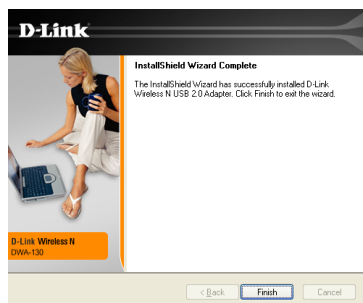 D-Link
InstallShield Wizard Complete
The InstallShield Wizard has successfully installed D-Link
Wireless N USB 2.0 Adapter. Click Finish to exit the wizard.
D-Link Wireless N
DWA-130
< Back
Finish
Cancel